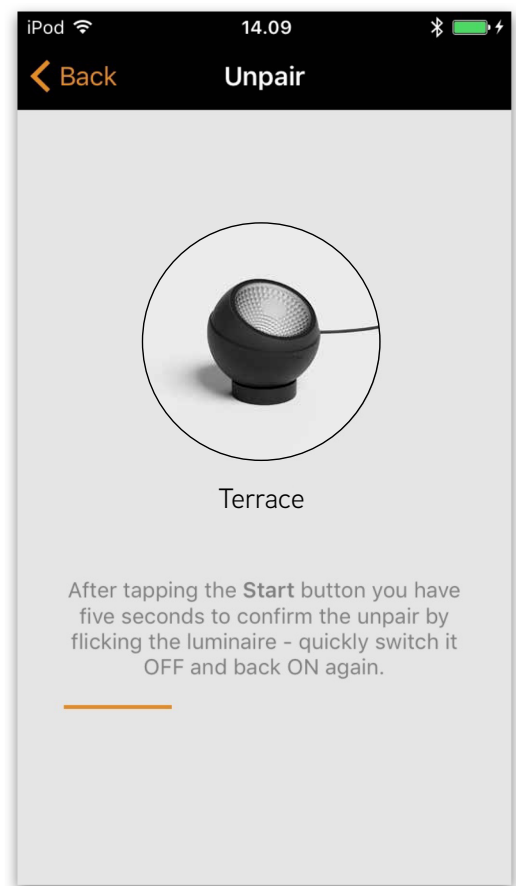 iPod 14.09
Back Unpair
Terrace
After tapping the Start button you have
five seconds to confirm the unpair by
flicking the luminaire - quickly switch it
OFF and back ON again.